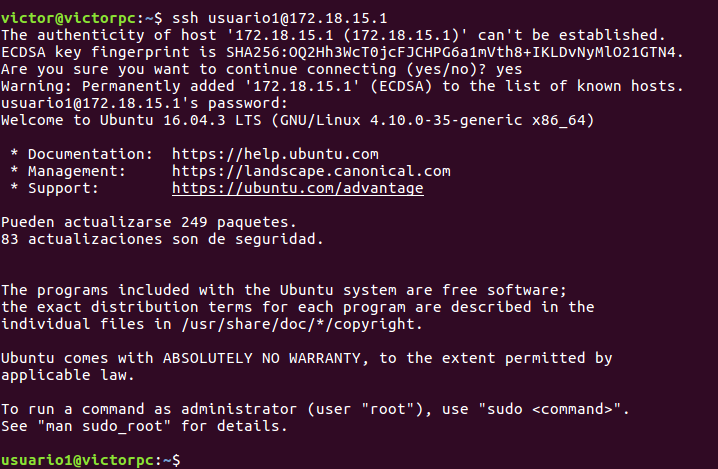 victor@victorpc:~$ ssh usuario1@172.18.15.1
The authenticity of host '172.18.15.1 (172.18.15.1)' can't be established.
ECDSA key fingerprint is SHA256:OQ2Hh3WcT0jcFJCHPG6a1mVth8+IKLDvNyMlO21GTN4.
Are you sure you want to continue connecting (yes/no)? yes
Warning: Permanently added '172.18.15.1' (ECDSA) to the list of known hosts.
usuario1@172.18.15.1's password:
Welcome to Ubuntu 16.04.3 LTS (GNU/Linux 4.10.0-35-generic x86_64)
* Documentation: https://help.ubuntu.com
* Management: https://landscape.canonical.com
* Support: https://ubuntu.com/advantage
Pueden actualizarse 249 paquetes.
83 actualizaciones son de seguridad.
The programs included with the Ubuntu system are free software;
the exact distribution terms for each program are described in the
individual files in /usr/share/doc/*/copyright.
Ubuntu comes with ABSOLUTELY NO WARRANTY, to the extent permitted by
applicable law.
To run a command as administrator (user "root"), use "sudo <command>".
See "man sudo_root" for details.
usuario1@victorpc:~$